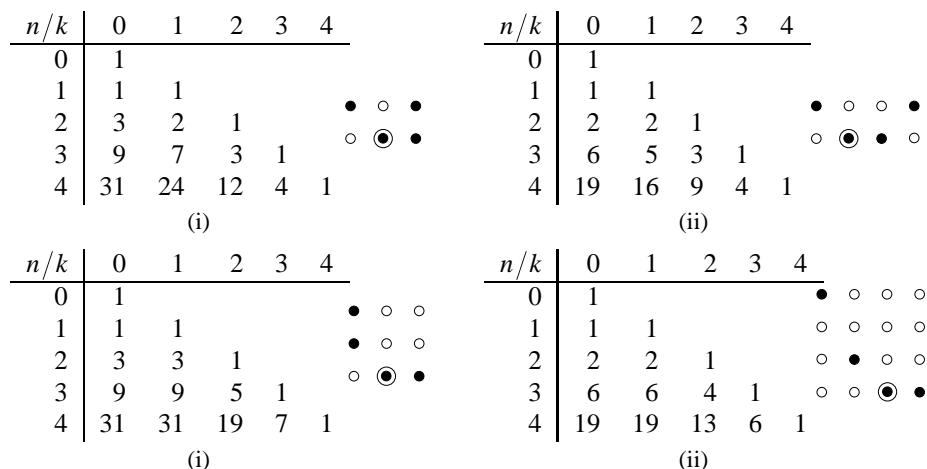 n/k 0 1 2 3 4
0 1
1 1 1
2 3 2 1
3 9 7 3 1
4 31 24 12 4 1
(i)
n/k 0 1 2 3 4
0 1
1 1 1
2 2 2 1
3 6 5 3 1
4 19 16 9 4 1
(ii)
n/k 0 1 2 3 4
0 1
1 1 1
2 3 3 1
3 9 9 5 1
4 31 31 19 7 1
(i)
n/k 0 1 2 3 4
0 1
1 1 1
2 2 2 1
3 6 6 4 1
4 19 19 13 6 1
(ii)